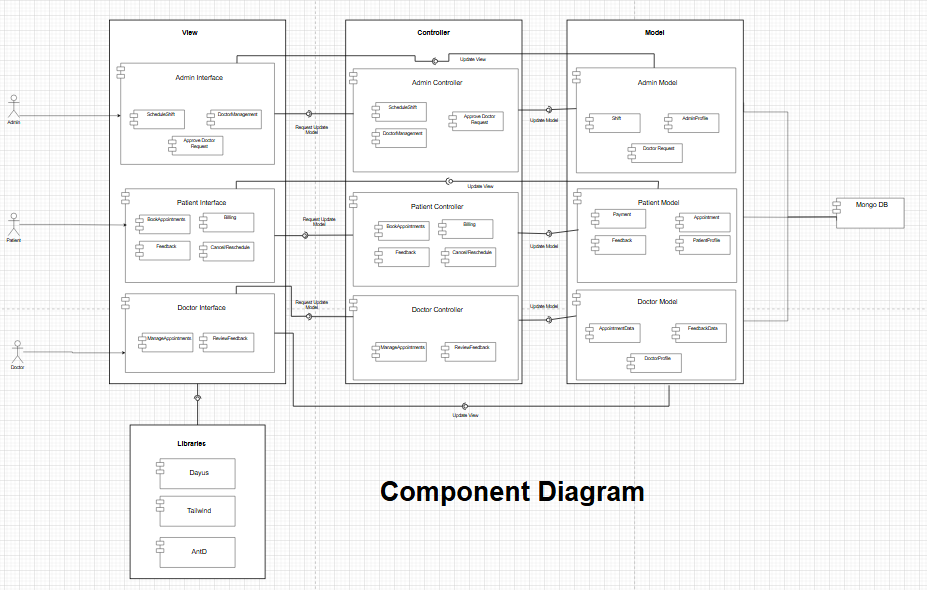 View
Controller
Model
Update View
Admin Interface
Admin Controller
Admin Model
ScheduleShift
DoctorManagement
Approve Doctor
Request
ScheduleShift
Approve Doctor
Request
DoctorManagement
Shift
AdminProfile
Doctor Request
Admin
Request Update
Model
Update Model
Update View
Patient Interface
Patient Controller
Patient Model
BookAppointments
Billing
Feedback
Cancel/Reschedule
BookAppointments
Billing
Feedback
Cancel/Reschedule
Payment
Appointment
Feedback
PatientProfile
Mongo DB
Patient
Request Update
Model
Update Model
Doctor Interface
Doctor Controller
Doctor Model
Request Update
Model
Update Model
ManageAppointments
ReviewFeedback
ManageAppointments
ReviewFeedback
AppointmentData
FeedbackData
DoctorProfile
Doctor
Update View
Libraries
Dayus
Tailwind
AntD
Component Diagram